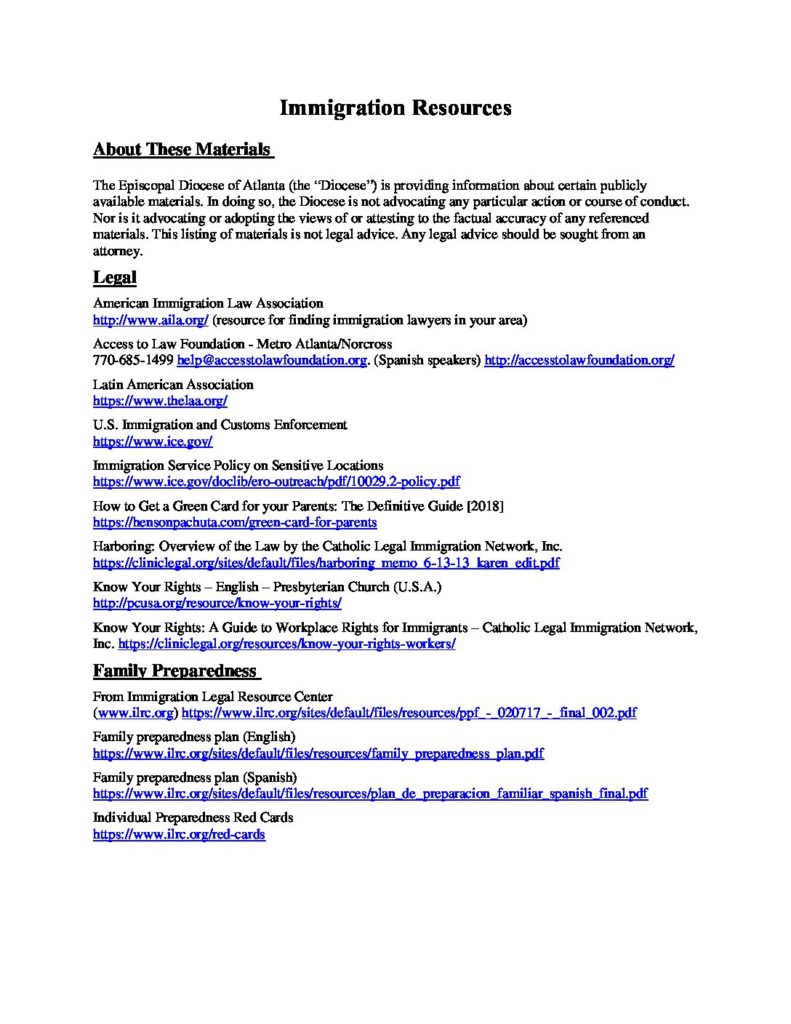 Immigration Resources
About These Materials
The Episcopal Diocese of Atlanta (the “Diocese”) is providing information about certain publicly
available materials. In doing so, the Diocese is not advocating any particular action or course of conduct.
Nor is it advocating or adopting the views of or attesting to the factual accuracy of any referenced
materials. This listing of materials is not legal advice. Any legal advice should be sought from an
attorney.
Legal
American Immigration Law Association
http://www.aila.org/ (resource for finding immigration lawyers in your area)
Access to Law Foundation - Metro Atlanta/Norcross
770-685-1499 help@accesstolawfoundation.org. (Spanish speakers) http://accesstolawfoundation.org/
Latin American Association
https://www.thelaa.org/
U.S. Immigration and Customs Enforcement
https://www.ice.gov/
Immigration Service Policy on Sensitive Locations
https://www.ice.gov/doclib/ero-outreach/pdf/10029.2-policy.pdf
How to Get a Green Card for your Parents: The Definitive Guide [2018]
https://hensonpachuta.com/green-card-for-parents
Harboring: Overview of the Law by the Catholic Legal Immigration Network, Inc.
https://cliniclegal.org/sites/default/files/harboring_memo_6-13-13_karen_edit.pdf
Know Your Rights – English – Presbyterian Church (U.S.A.)
http://pcusa.org/resource/know-your-rights/
Know Your Rights: A Guide to Workplace Rights for Immigrants – Catholic Legal Immigration Network,
Inc. https://cliniclegal.org/resources/know-your-rights-workers/
Family Preparedness
From Immigration Legal Resource Center
(www.ilrc.org) https://www.ilrc.org/sites/default/files/resources/ppf_-_020717_-_final_002.pdf
Family preparedness plan (English)
https://www.ilrc.org/sites/default/files/resources/family_preparedness_plan.pdf
Family preparedness plan (Spanish)
https://www.ilrc.org/sites/default/files/resources/plan_de_preparacion_familiar_spanish_final.pdf
Individual Preparedness Red Cards
https://www.ilrc.org/red-cards